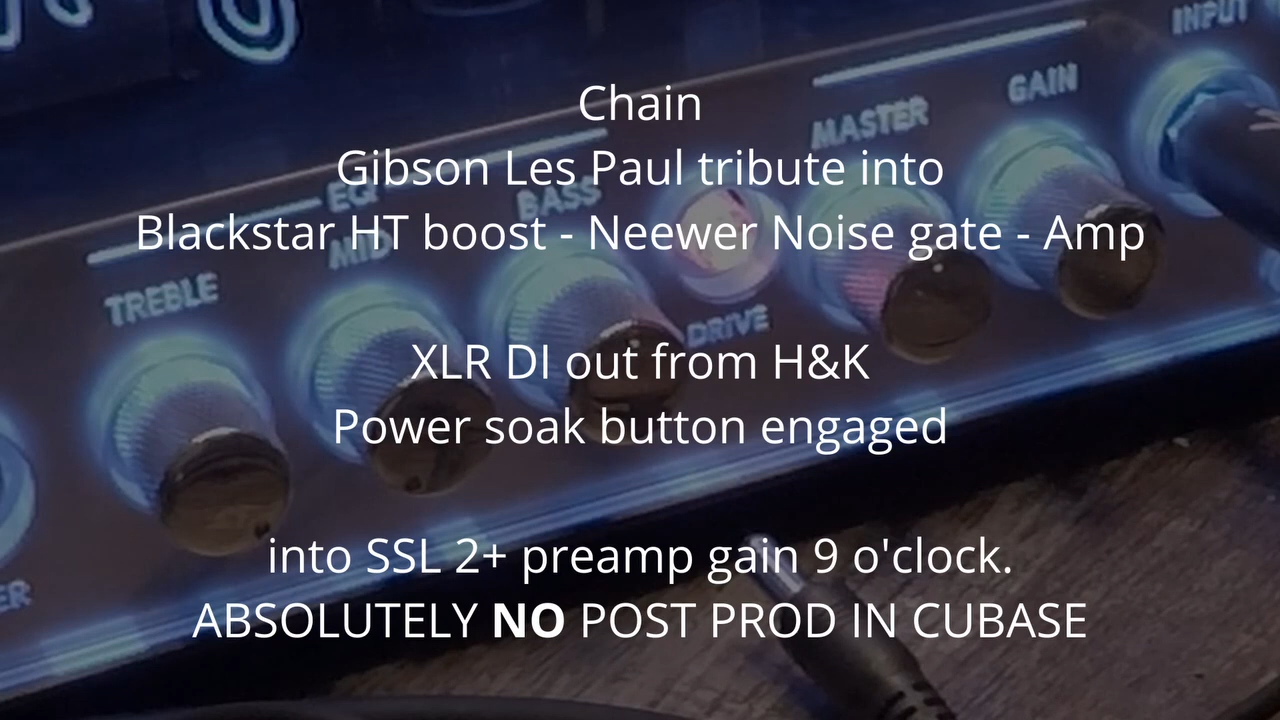 Chain
Gibson Les Paul tribute into
Blackstar HT boost - Neewer Noise gate - Amp
XLR DI out from H&K
Power soak button engaged
into SSL 2+ preamp gain 9 o'clock.
ABSOLUTELY NO POST PROD IN CUBASE
INPUT
GAIN
MASTER
EQ
BASS
MID
TREBLE
DRIVE